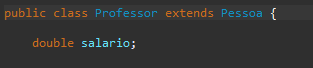 public class Professor extends Pessoa {
double salario;